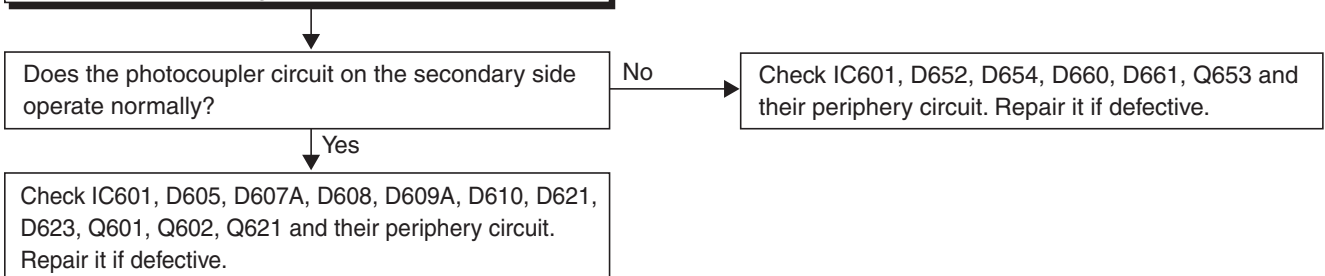 Does the photocoupler circuit on the secondary side
operate normally?
No
Check IC601, D652, D654, D660, D661, Q653 and
their periphery circuit. Repair it if defective.
Yes
Check IC601, D605, D607A, D608, D609A, D610, D621,
D623, Q601, Q602, Q621 and their periphery circuit.
Repair it if defective.